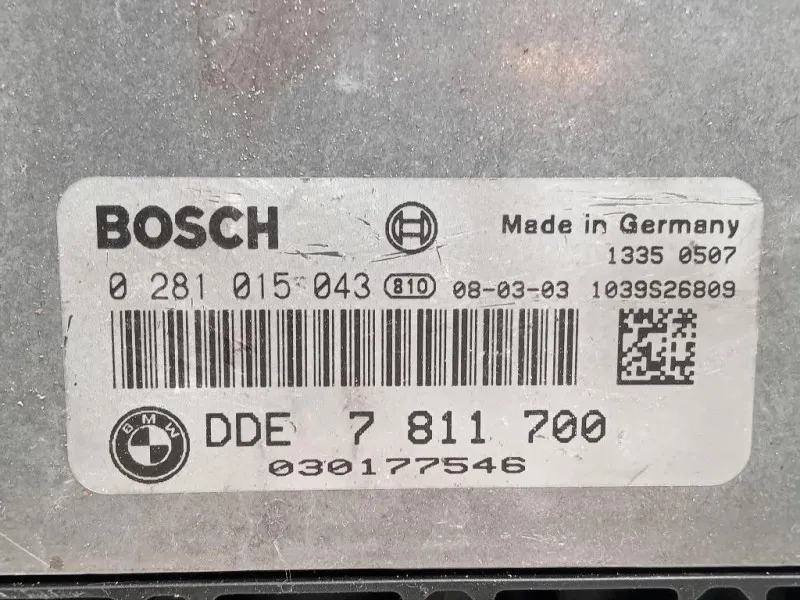 BOSCH Made in Germany
1335 0507
0 281 015 043 810 08-03-03 1039S26809
BMW DDE 7 811 700
030177546